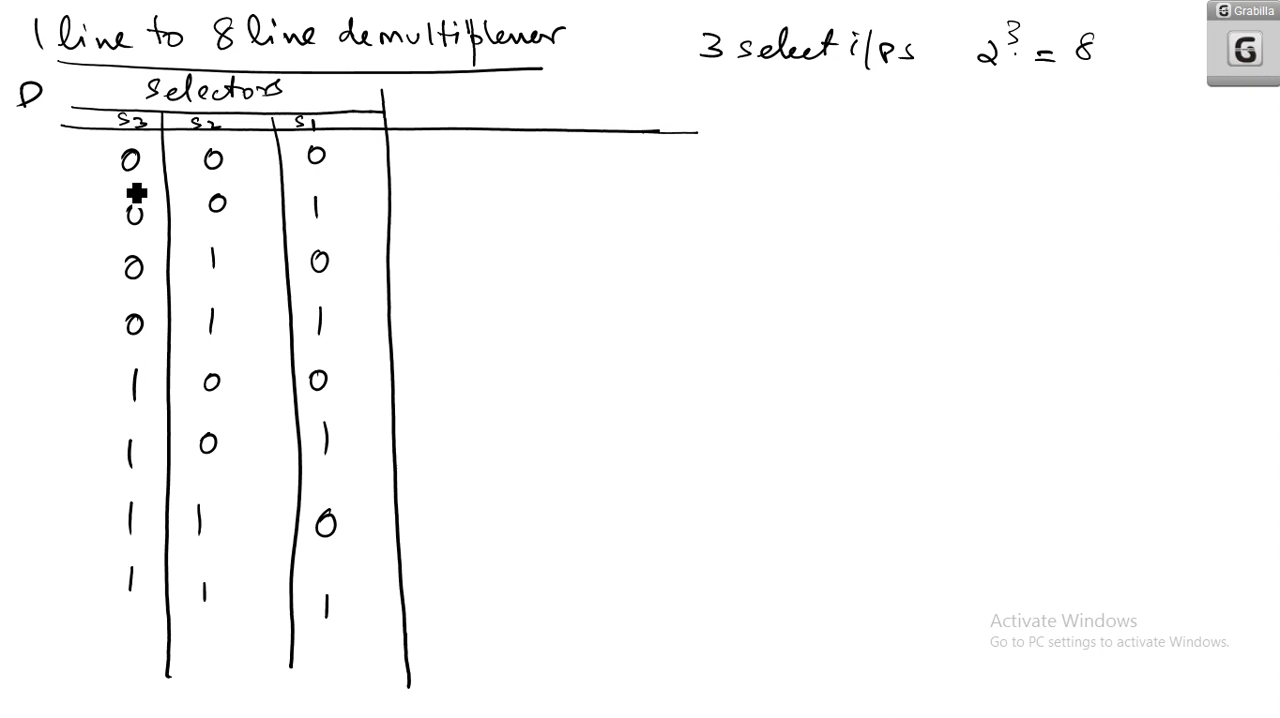 1 line to 8 line demultiplexer
3 select i/ps 2³ = 8
D selectors
S3 S2 S1
0 0 0
0 0 1
0 1 0
0 1 1
1 0 0
1 0 1
1 1 0
1 1 1
G Grabilla
G
Activate Windows
Go to PC settings to activate Windows.